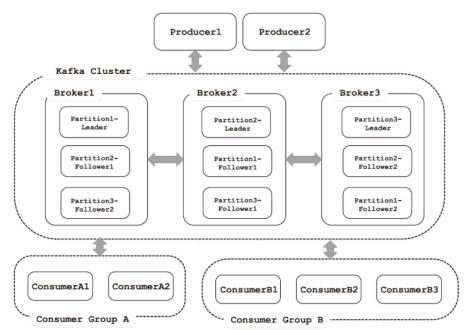 Producer1
Producer2
Kafka Cluster
Broker1
Broker2
Broker3
Partition1-
Leader
Partition2-
Leader
Partition3-
Leader
Partition2-
Follower1
Partition1-
Follower1
Partition2-
Follower2
Partition3-
Follower2
Partition3-
Follower1
Partition1-
Follower2
ConsumerA1
ConsumerA2
ConsumerB1
ConsumerB2
ConsumerB3
Consumer Group A
Consumer Group B